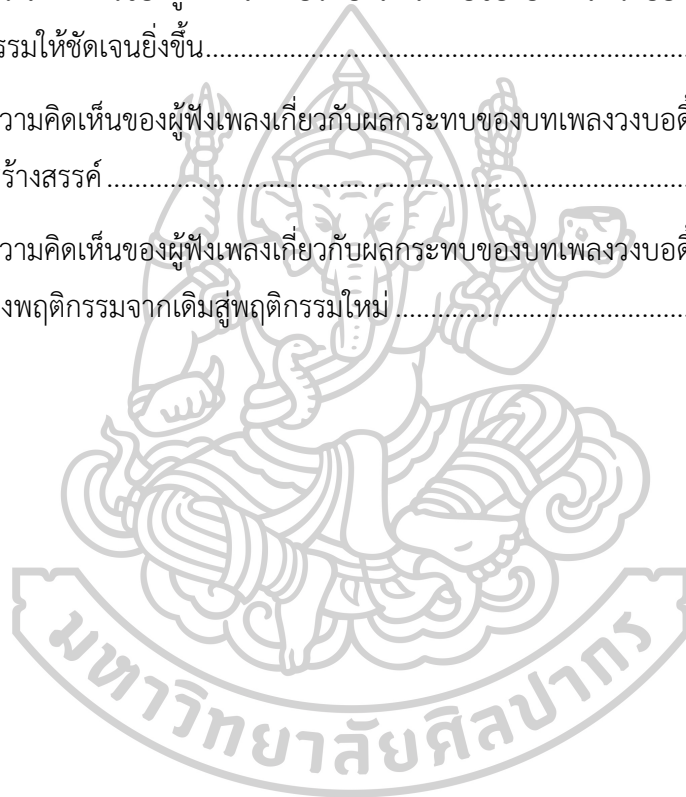 รรมให้ชัดเจนยิ่งขึ้น
วามคิดเห็นของผู้ฟังเพลงเกี่ยวกับผลกระทบของบทเพลงวงบอดี้
ร้างสรรค์
วามคิดเห็นของผู้ฟังเพลงเกี่ยวกับผลกระทบของบทเพลงวงบอดี้
งพฤติกรรมจากเดิมสู่พฤติกรรมใหม่
มหาวิทยาลัยศิลปากร